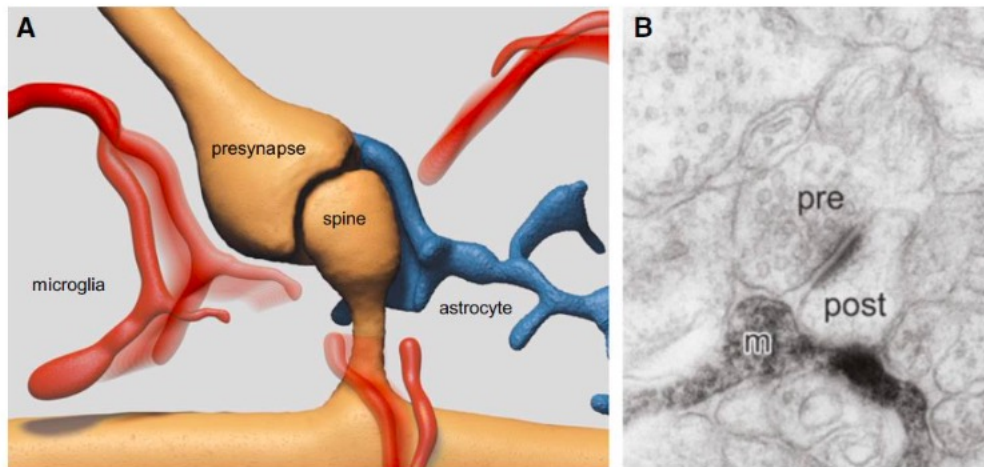 A
presynapse
spine
microglia
astrocyte
B
pre
post
m